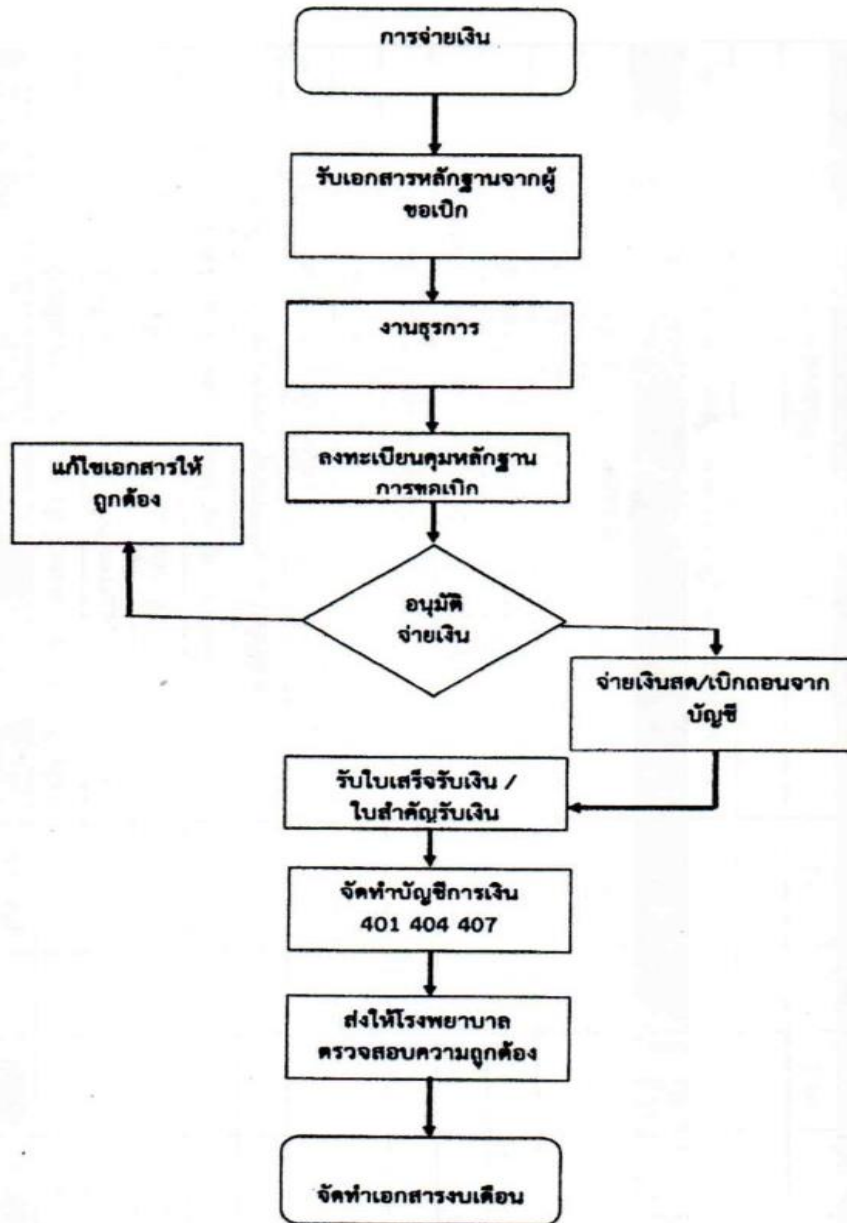 การจ่ายเงิน
รับเอกสารหลักฐานจากผู้
ขอเบิก
งานธุรการ
ลงทะเบียนคุมหลักฐาน
การขอเบิก
แก้ไขเอกสารให้
ถูกต้อง
อนุมัติ
จ่ายเงิน
จ่ายเงินสด/เบิกถอนจาก
บัญชี
รับใบเสร็จรับเงิน /
ใบสำคัญรับเงิน
จัดทำบัญชีการเงิน
401 404 407
ส่งให้โรงพยาบาล
ตรวจสอบความถูกต้อง
จัดทำเอกสารงบเดือน